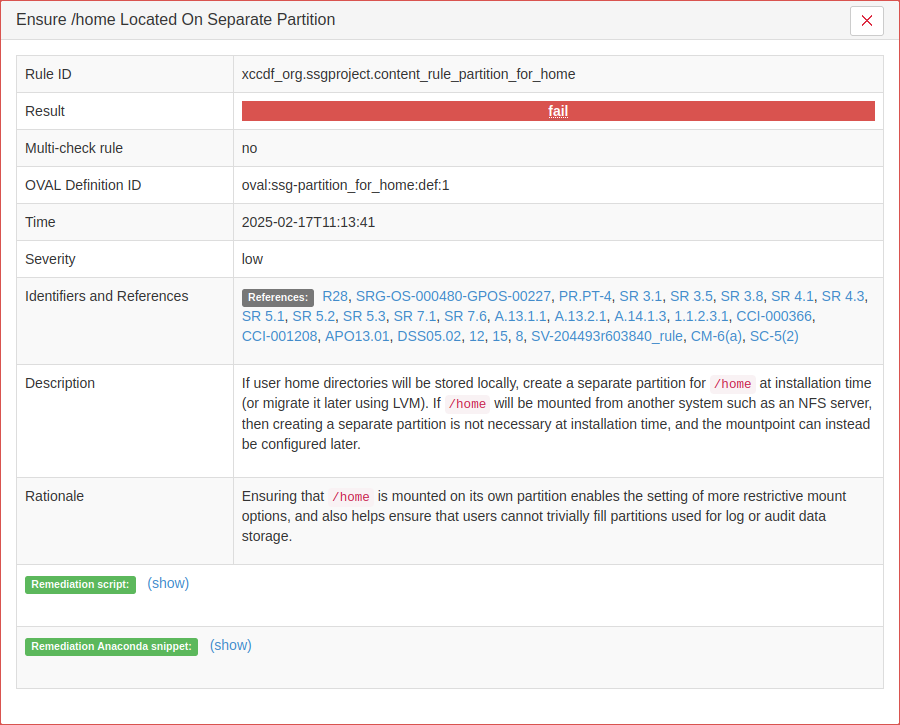 Ensure /home Located On Separate Partition
Rule ID
xccdf_org.ssgproject.content_rule_partition_for_home
Result
fail
Multi-check rule
no
OVAL Definition ID
oval:ssg-partition_for_home:def:1
Time
2025-02-17T11:13:41
Severity
low
Identifiers and References
References: R28, SRG-OS-000480-GPOS-00227, PR.PT-4, SR 3.1, SR 3.5, SR 3.8, SR 4.1, SR 4.3,
SR 5.1, SR 5.2, SR 5.3, SR 7.1, SR 7.6, A.13.1.1, A.13.2.1, A.14.1.3, 1.1.2.3.1, CCI-000366,
CCI-001208, APO13.01, DSS05.02, 12, 15, 8, SV-204493r603840_rule, CM-6(a), SC-5(2)
Description
If user home directories will be stored locally, create a separate partition for /home at installation time
(or migrate it later using LVM). If /home will be mounted from another system such as an NFS server,
then creating a separate partition is not necessary at installation time, and the mountpoint can instead
be configured later.
Rationale
Ensuring that /home is mounted on its own partition enables the setting of more restrictive mount
options, and also helps ensure that users cannot trivially fill partitions used for log or audit data
storage.
Remediation script: (show)
Remediation Anaconda snippet: (show)